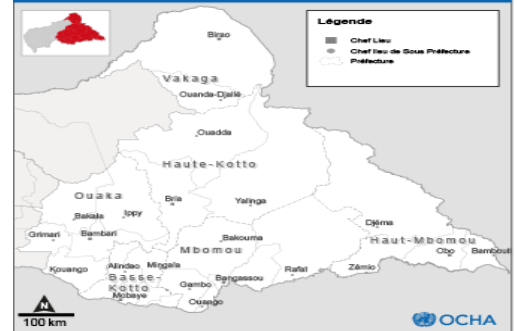 Légende
Chef Lieu
Chef lieu de Sous Préfecture
Préfecture
Birao
Vakaga
Ouanda-Djallé
Ouadda
Haute-Kotto
Ouaka
Bria
Yalinga
Ippy
Bakala
Djéma
Grimari
Bambari
Bakouma
Haut-Mbomou
Mbomou
Obo
Bambouti
Kouango
Alindao
Mingala
Rafai
Zémio
Basse-
Kotto
Gambo
Bangassou
Mobaye
Ouango
N
100 km
OCHA